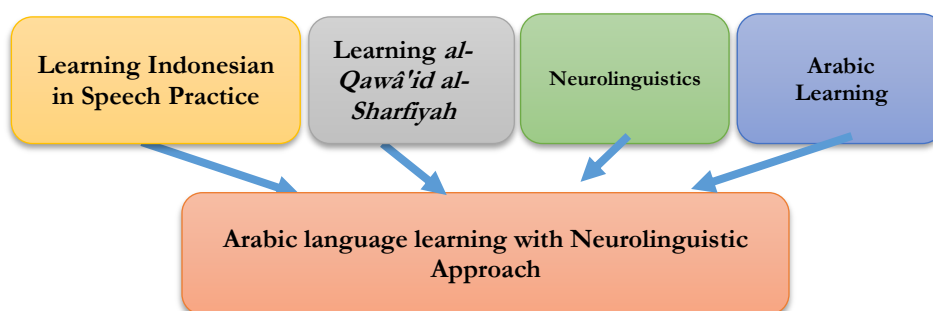 Learning Indonesian
in Speech Practice
Learning al-
Qawâ'id al-
Sharfiyah
Neurolinguistics
Arabic
Learning
Arabic language learning with Neurolinguistic
Approach